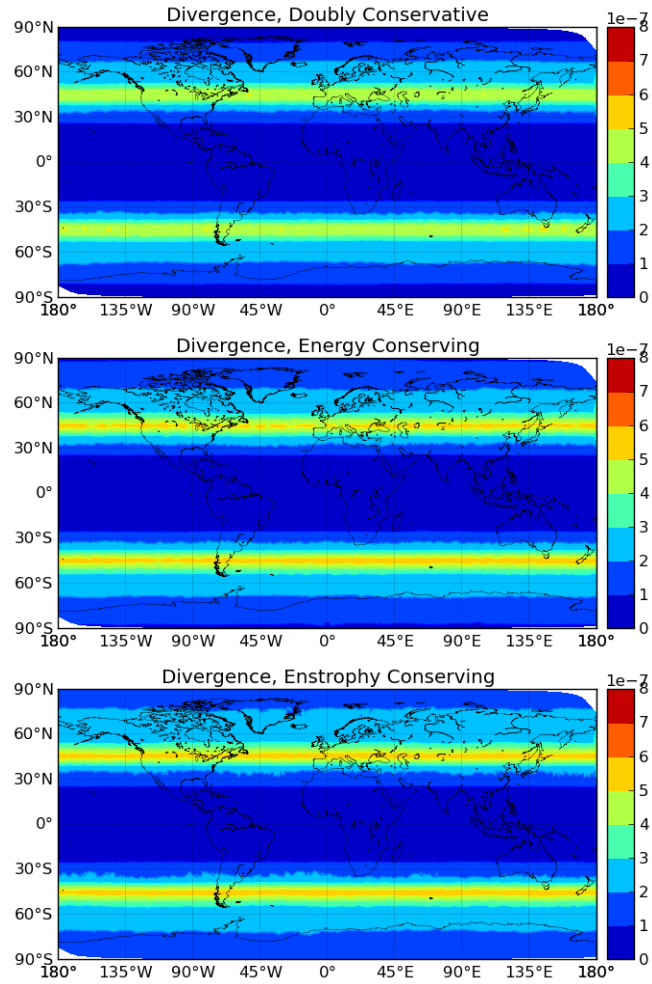 Divergence, Doubly Conservative
1e−7
90°N
60°N
30°N
0°
30°S
60°S
90°S
180° 135°W 90°W 45°W 0° 45°E 90°E 135°E 180°
8
7
6
5
4
3
2
1
0
Divergence, Energy Conserving
1e−7
90°N
60°N
30°N
0°
30°S
60°S
90°S
180° 135°W 90°W 45°W 0° 45°E 90°E 135°E 180°
8
7
6
5
4
3
2
1
0
Divergence, Enstrophy Conserving
1e−7
90°N
60°N
30°N
0°
30°S
60°S
90°S
180° 135°W 90°W 45°W 0° 45°E 90°E 135°E 180°
8
7
6
5
4
3
2
1
0